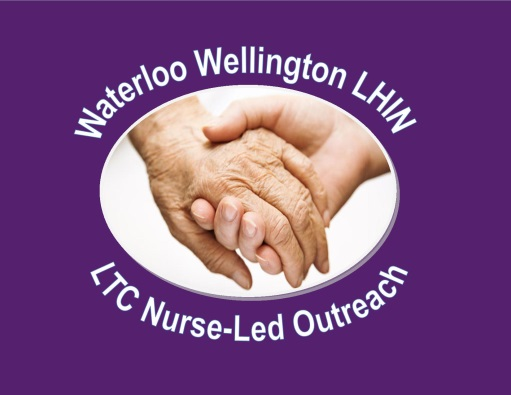 Waterloo Wellington LHIN
LTC Nurse-Led Outreach